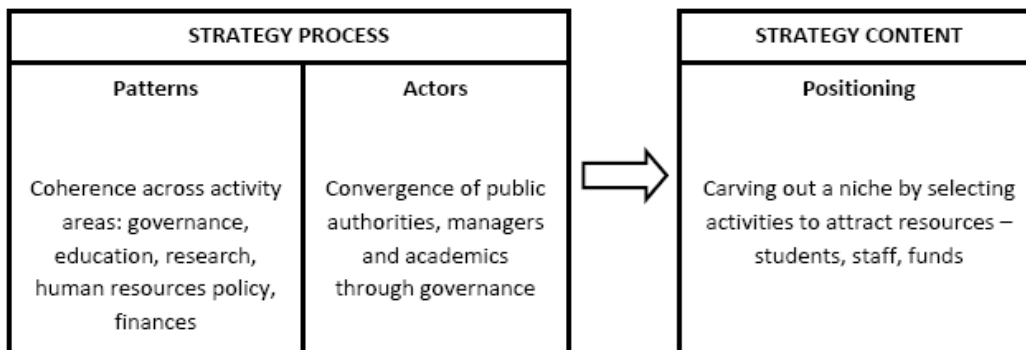 STRATEGY PROCESS
Patterns
Coherence across activity
areas: governance,
education, research,
human resources policy,
finances
Actors
Convergence of public
authorities, managers
and academics
through governance
STRATEGY CONTENT
Positioning
Carving out a niche by selecting
activities to attract resources –
students, staff, funds